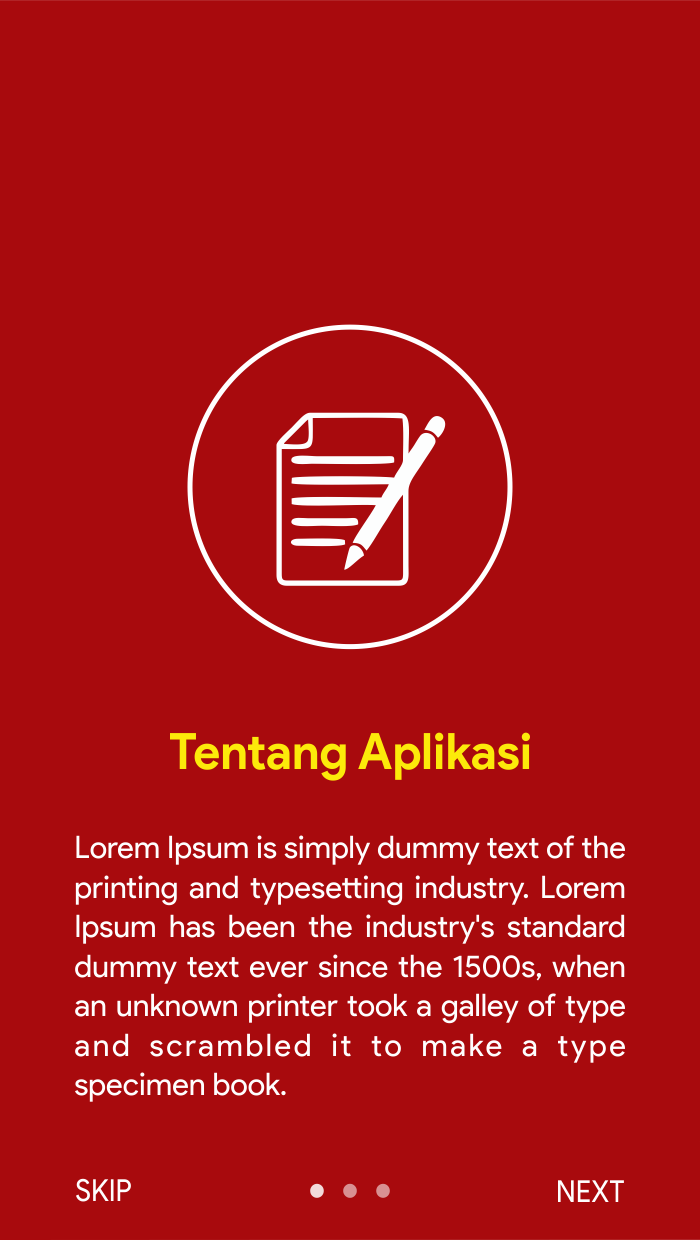 Tentang Aplikasi
Lorem Ipsum is simply dummy text of the
printing and typesetting industry. Lorem
Ipsum has been the industry's standard
dummy text ever since the 1500s, when
an unknown printer took a galley of type
and scrambled it to make a type
specimen book.
SKIP
NEXT